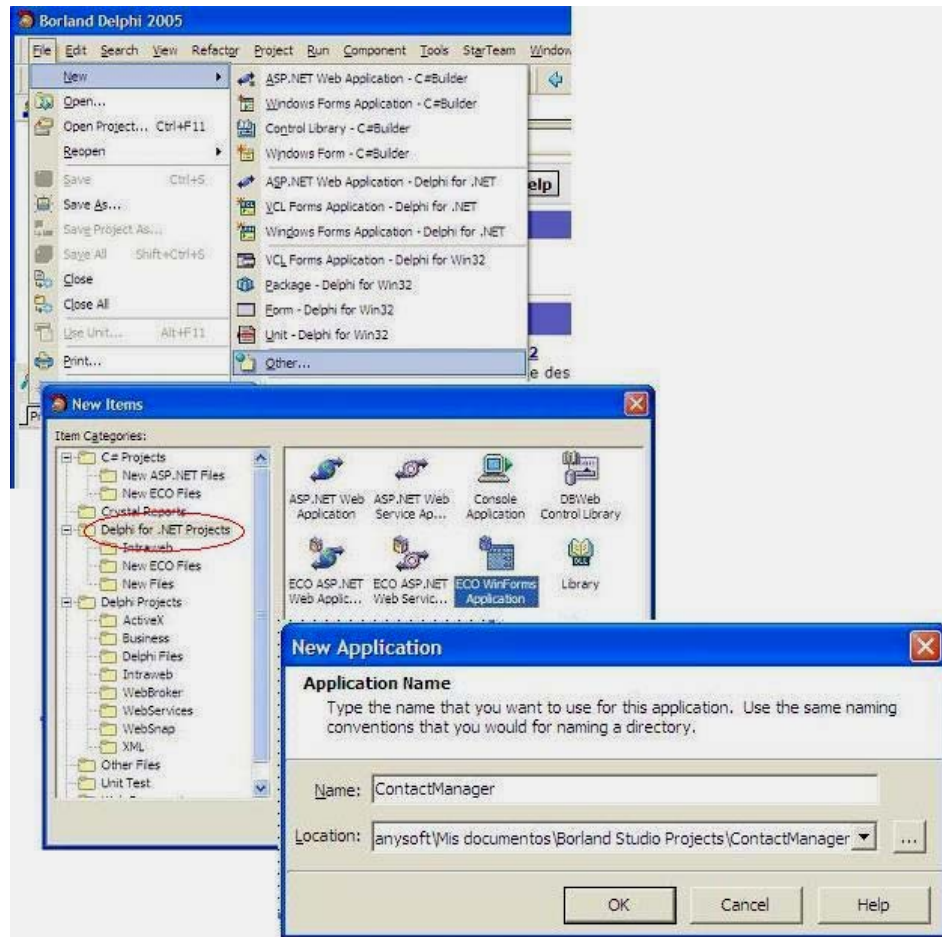 Borland Delphi 2005
File Edit Search View Refactor Project Run Component Tools StarTeam Window
New
Open...
Open Project... Ctrl+F11
Reopen
Save Ctrl+S
Save As...
Save Project As...
Save All Shift+Ctrl+S
Close
Close All
Use Unit... Alt+F11
Print...
ASP.NET Web Application - C#Builder
Windows Forms Application - C#Builder
Control Library - C#Builder
Windows Form - C#Builder
ASP.NET Web Application - Delphi for .NET
VCL Forms Application - Delphi for .NET
Windows Forms Application - Delphi for .NET
VCL Forms Application - Delphi for Win32
Package - Delphi for Win32
Form - Delphi for Win32
Unit - Delphi for Win32
Other...
elp
2
e des
New Items
Item Categories:
C# Projects
New ASP.NET Files
New ECO Files
Crystal Reports
Delphi for .NET Projects
Intraweb
New ECO Files
New Files
Delphi Projects
ActiveX
Business
Delphi Files
Intraweb
WebBroker
WebServices
WebSnap
XML
Other Files
Unit Test
ASP.NET Web Application
ASP.NET Web Service Ap...
Console Application
DBWeb Control Library
ECO ASP.NET Web Applic...
ECO ASP.NET Web Servic...
ECO WinForms Application
Library
New Application
Application Name
Type the name that you want to use for this application. Use the same naming
conventions that you would for naming a directory.
Name: ContactManager
Location: anysoft\Mis documentos\Borland Studio Projects\ContactManager ...
OK Cancel Help